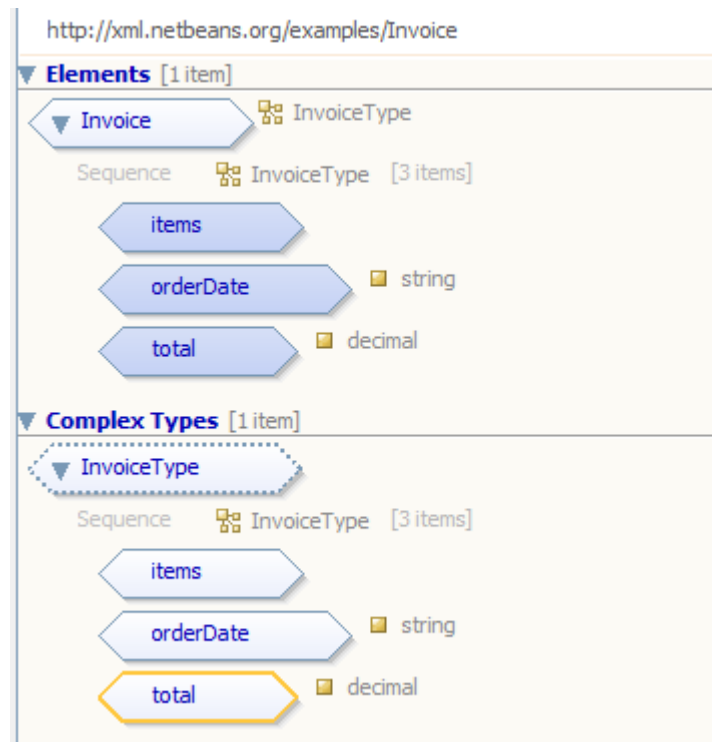 http://xml.netbeans.org/examples/Invoice
Elements [1 item]
Invoice InvoiceType
Sequence InvoiceType [3 items]
items
orderDate string
total decimal
Complex Types [1 item]
InvoiceType
Sequence InvoiceType [3 items]
items
orderDate string
total decimal